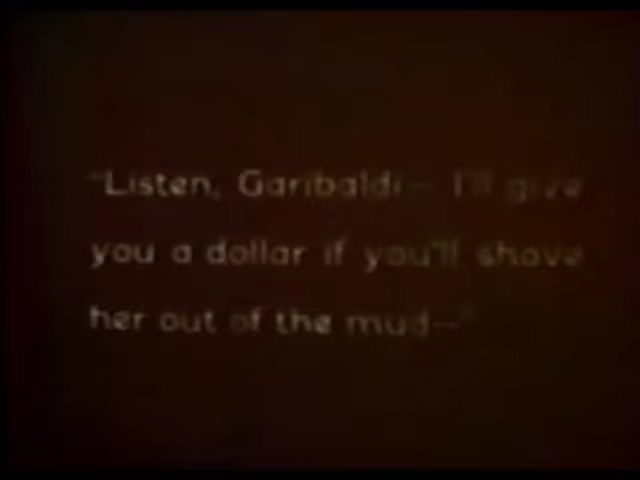 "Listen, Garibaldi— I'll give
you a dollar if you'll shove
her out of the mud—"